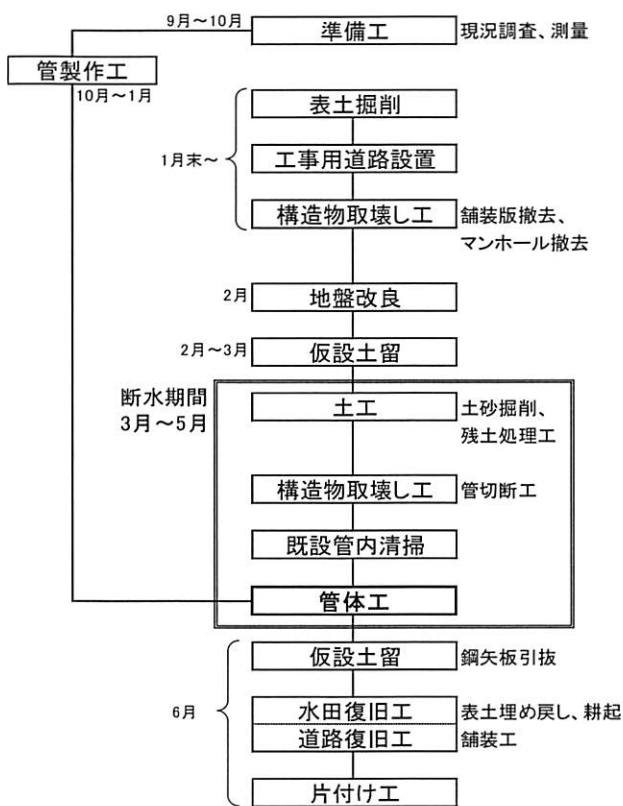 9月～10月
準備工
現況調査、測量
管製作工
10月～1月
表土掘削
1月末～
工事用道路設置
構造物取壊し工
舗装版撤去、
マンホール撤去
2月
地盤改良
2月～3月
仮設土留
断水期間
3月～5月
土工
土砂掘削、
残土処理工
構造物取壊し工
管切断工
既設管内清掃
管体工
仮設土留
鋼矢板引抜
6月
水田復旧工
表土埋め戻し、耕起
道路復旧工
舗装工
片付け工